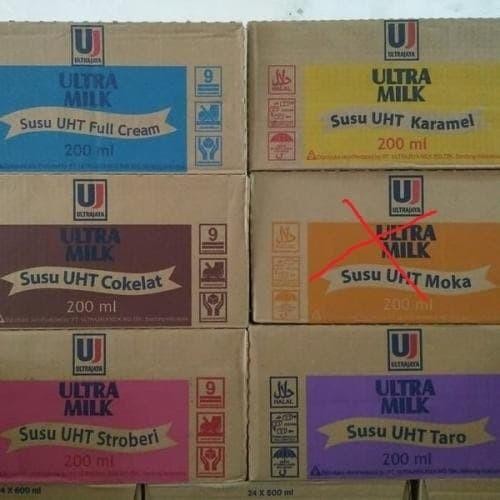 UJ
ULTRAJAYA
ULTRA
MILK
Susu UHT Full Cream
200 ml
9
UJ
ULTRAJAYA
HALAL
ULTRA
MILK
Susu UHT Karamel
200 ml
UJ
ULTRAJAYA
ULTRA
MILK
Susu UHT Cokelat
200 ml
9
UJ
ULTRAJAYA
ULTRA
MILK
Susu UHT Moka
200 ml
UJ
ULTRAJAYA
ULTRA
MILK
Susu UHT Stroberi
200 ml
9
UJ
ULTRAJAYA
HALAL
ULTRA
MILK
Susu UHT Taro
200 ml
4 X 600 ml
24 X 600 ml